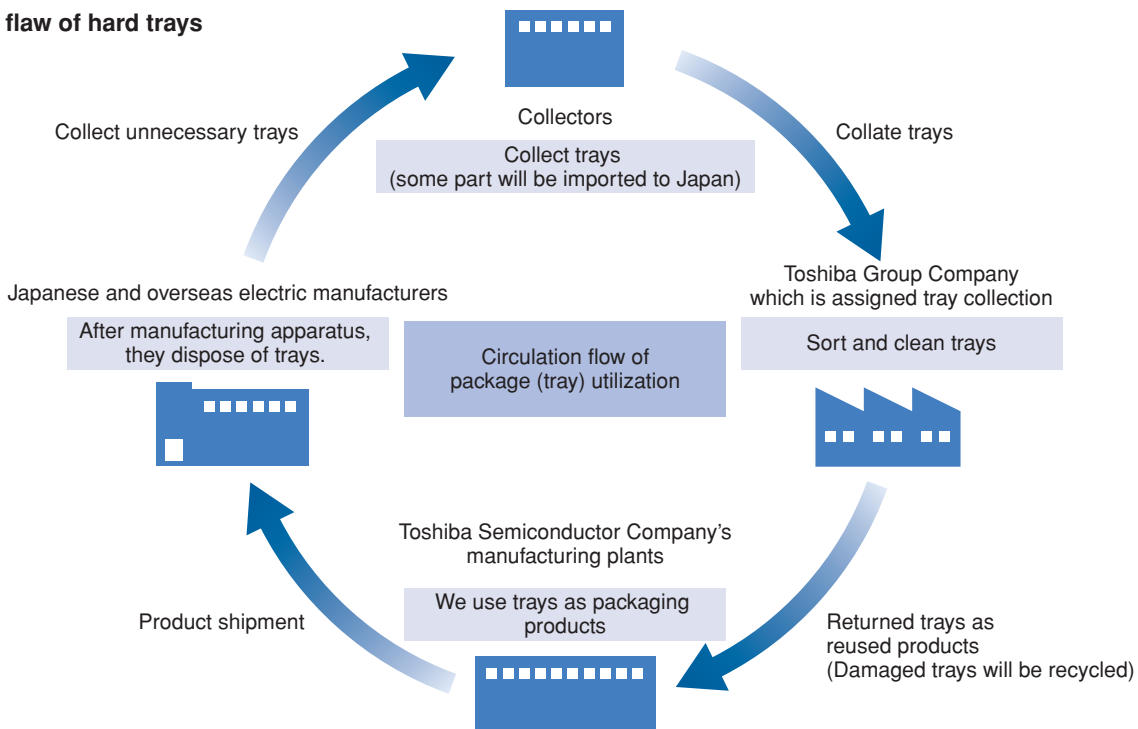 flaw of hard trays
Collectors
Collect trays
(some part will be imported to Japan)
Collect unnecessary trays
Collate trays
Toshiba Group Company
which is assigned tray collection
Sort and clean trays
Japanese and overseas electric manufacturers
After manufacturing apparatus,
they dispose of trays.
Circulation flow of
package (tray) utilization
Toshiba Semiconductor Company's
manufacturing plants
We use trays as packaging
products
Product shipment
Returned trays as
reused products
(Damaged trays will be recycled)